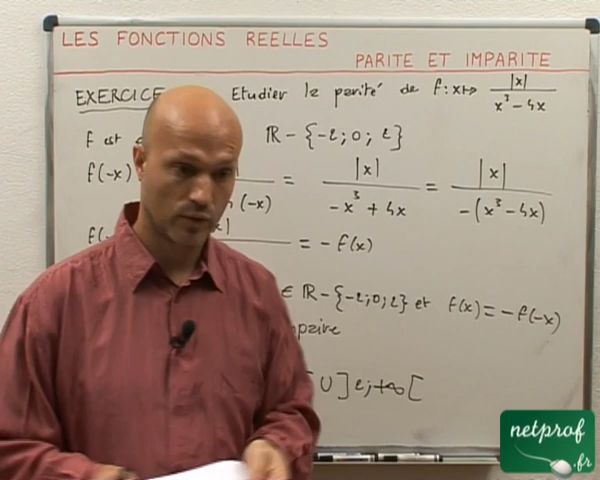 LES FONCTIONS REELLES
PARITE ET IMPARITE
EXERCICE Etudier la parité de f: x ↦ |x| / (x³ - 4x)
f est ℝ - {-2; 0; 2}
f(-x) = |x| / (-x³ + 4x) = |x| / (-(x³ - 4x))
(-x)
= - f(x)
∈ ℝ - {-2; 0; 2} et f(x) = - f(-x)
impaire
[ ∪ ] 2; +∞ [
netprof
.fr